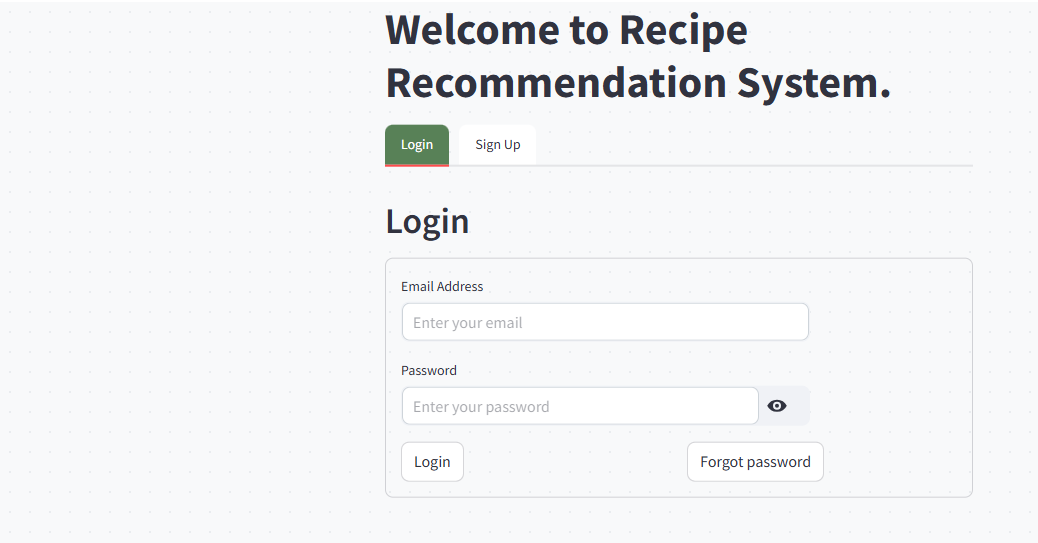 Welcome to Recipe
Recommendation System.
Login Sign Up
Login
Email Address
Enter your email
Password
Enter your password
Login Forgot password